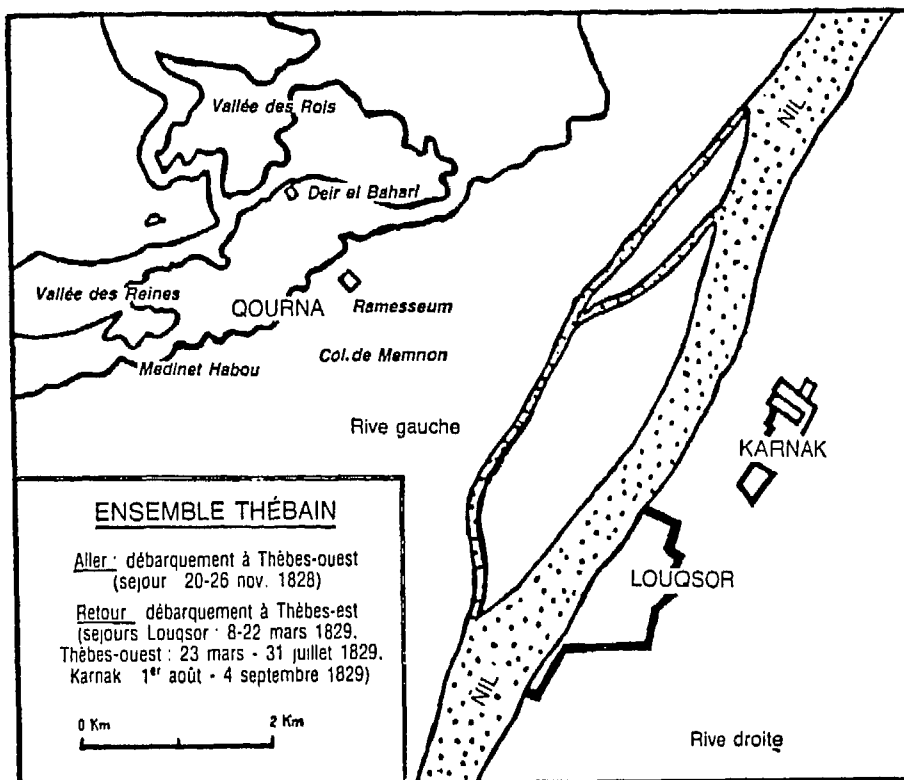 NIL
Vallée des Rois
Deir el Bahari
Vallée des Reines
QOURNA
Ramesseum
Medinet Habou
Col. de Memnon
Rive gauche
KARNAK
LOUQSOR
NIL
Rive droite
ENSEMBLE THÉBAIN
Aller : débarquement à Thèbes-ouest
(sejour 20-26 nov. 1828)
Retour débarquement à Thèbes-est
(sejours Louqsor : 8-22 mars 1829.
Thèbes-ouest : 23 mars - 31 juillet 1829.
Karnak 1er août - 4 septembre 1829)
0 Km 2 Km